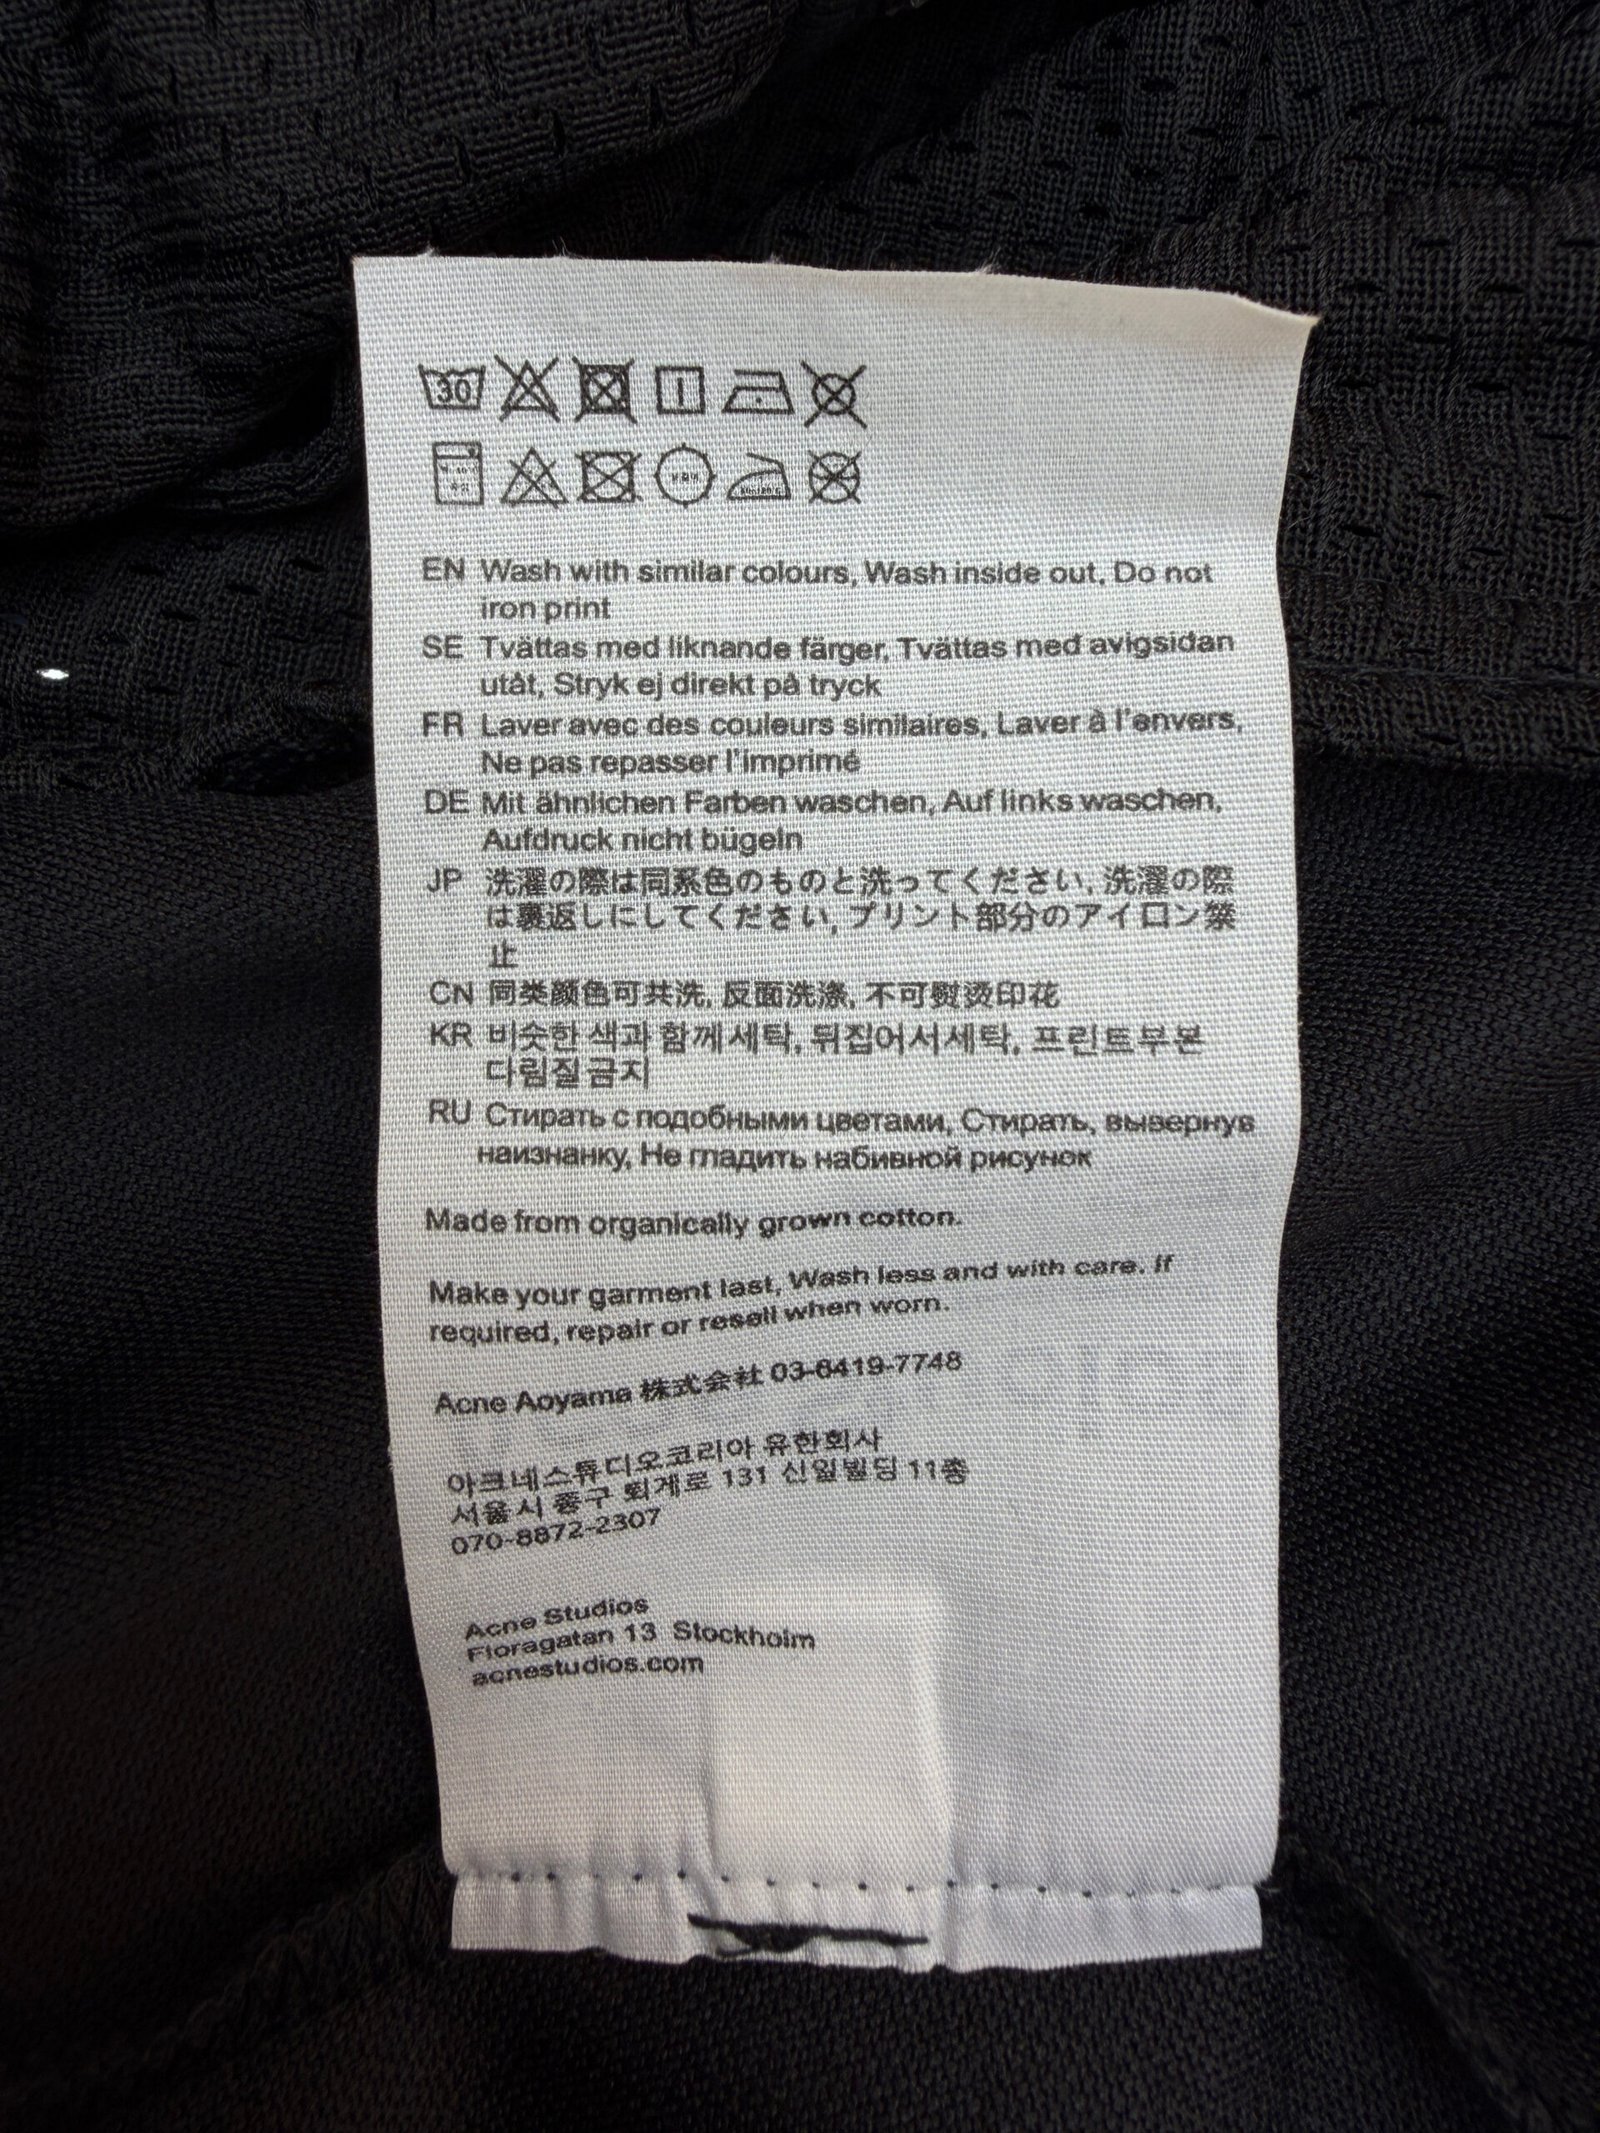 30
EN Wash with similar colours, Wash inside out, Do not
iron print
SE Tvättas med liknande färger, Tvättas med avigsidan
utåt, Stryk ej direkt på tryck
FR Laver avec des couleurs similaires, Laver à l'envers,
Ne pas repasser l'imprimé
DE Mit ähnlichen Farben waschen, Auf links waschen,
Aufdruck nicht bügeln
JP 洗濯の際は同系色のものと洗ってください, 洗濯の際
は裏返しにしてください, プリント部分のアイロン禁
止
CN 同类颜色可共洗, 反面洗涤, 不可熨烫印花
KR 비슷한 색과 함께 세탁, 뒤집어서 세탁, 프린트부본
다림질 금지
RU Стирать с подобными цветами, Стирать, вывернув
наизнанку, Не гладить набивной рисунок
Made from organically grown cotton.
Make your garment last, Wash less and with care. If
required, repair or resell when worn.
Acne Aoyama 株式会社 03-6419-7748
아크네스튜디오코리아 유한회사
서울시 중구 퇴계로 131 신일빌딩 11층
070-8872-2307
Acne Studios
Floragatan 13 Stockholm
acnestudios.com